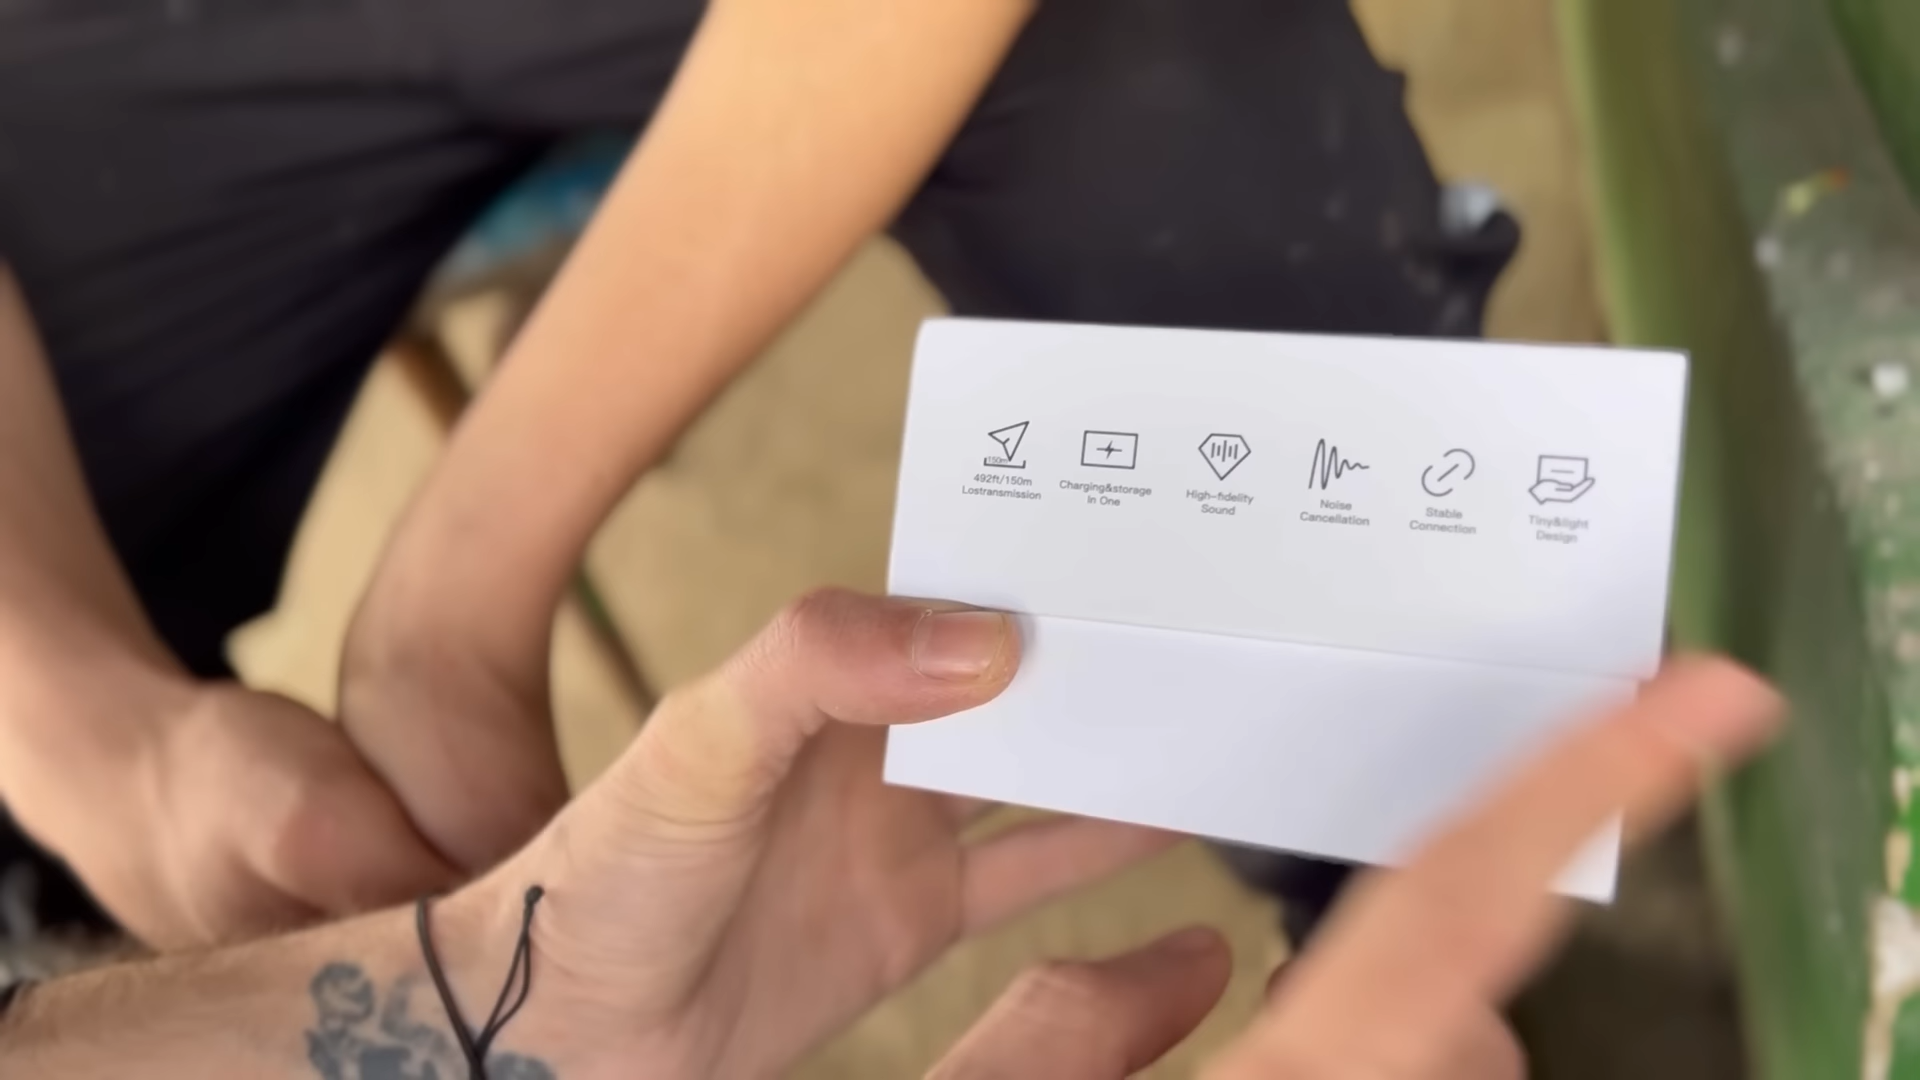 150m
492ft/150m
Lostransmission
Charging&storage
In One
High-fidelity
Sound
Noise
Cancellation
Stable
Connection
Tiny&light
Design